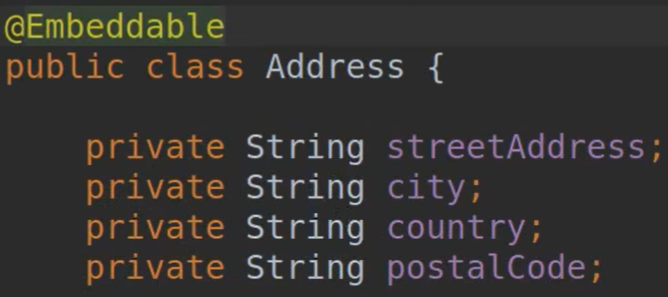 @Embeddable
public class Address {
private String streetAddress;
private String city;
private String country;
private String postalCode;